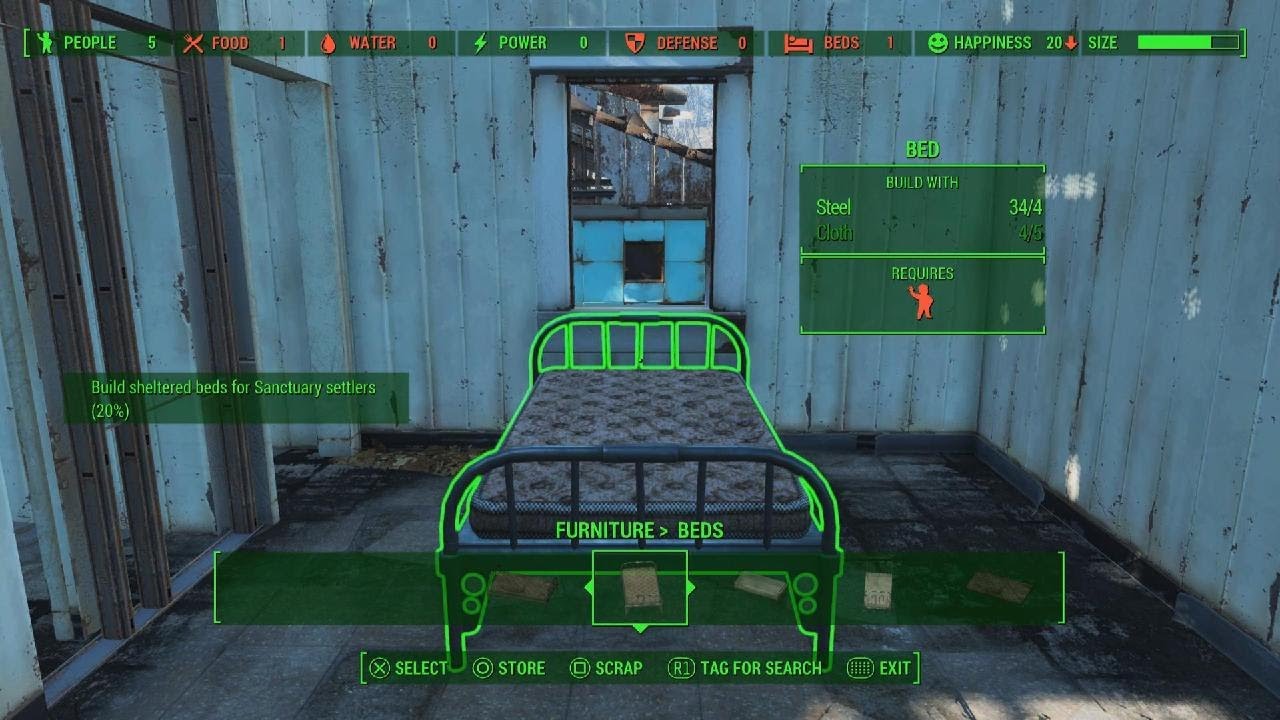 PEOPLE 5 FOOD 1 WATER 0 POWER 0 DEFENSE 0 BEDS 1 HAPPINESS 20 SIZE
BED
BUILD WITH
Steel 34/4
Cloth 4/5
REQUIRES
Build sheltered beds for Sanctuary settlers
(20%)
FURNITURE > BEDS
SELECT STORE SCRAP R1 TAG FOR SEARCH EXIT